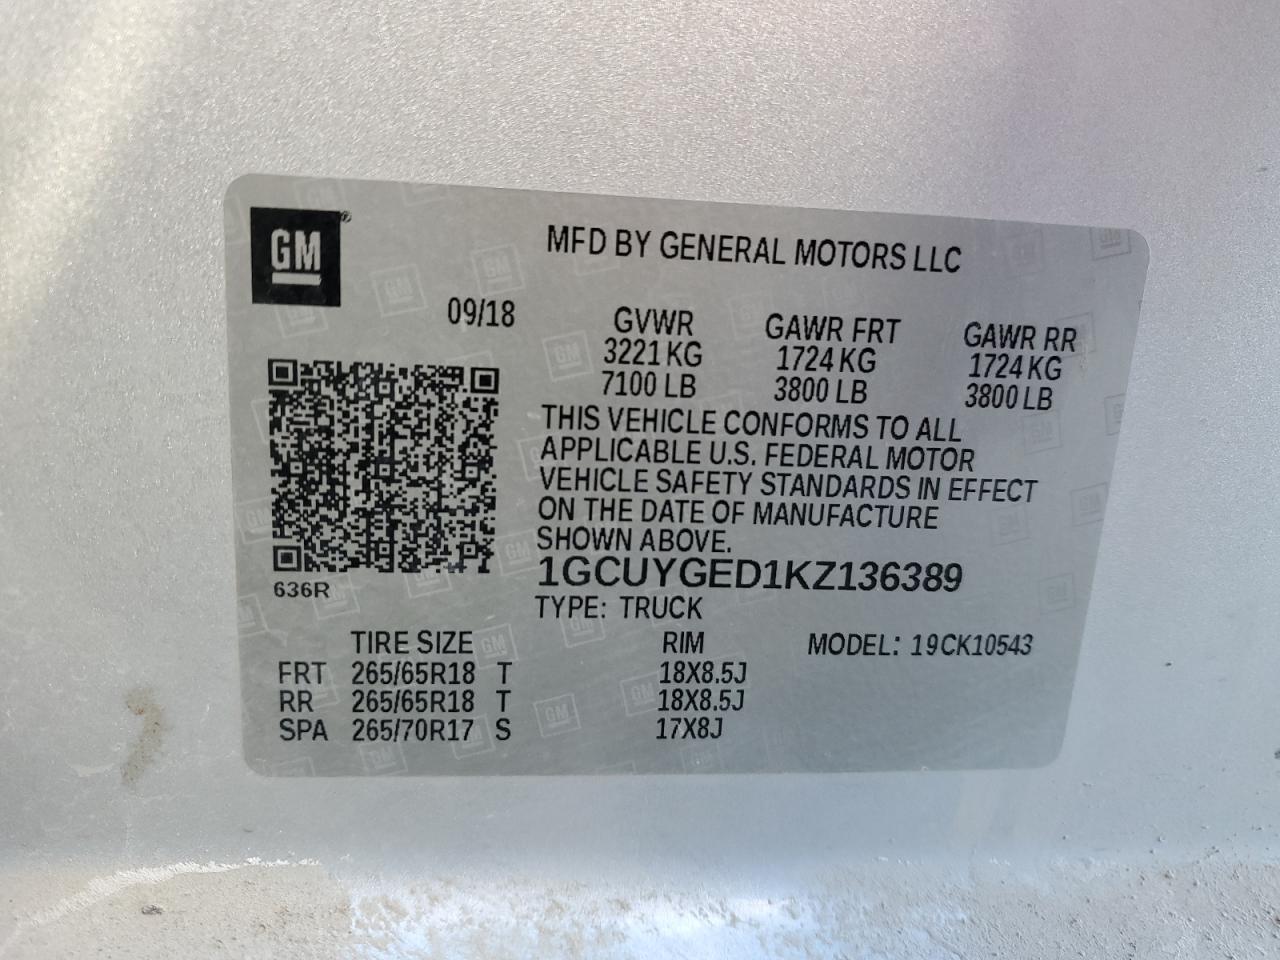 GM®
MFD BY GENERAL MOTORS LLC
09/18
GVWR GAWR FRT GAWR RR
3221 KG 1724 KG 1724 KG
7100 LB 3800 LB 3800 LB
THIS VEHICLE CONFORMS TO ALL
APPLICABLE U.S. FEDERAL MOTOR
VEHICLE SAFETY STANDARDS IN EFFECT
ON THE DATE OF MANUFACTURE
SHOWN ABOVE.
636R
1GCUYGED1KZ136389
TYPE: TRUCK
TIRE SIZE RIM MODEL: 19CK10543
FRT 265/65R18 T 18X8.5J
RR 265/65R18 T 18X8.5J
SPA 265/70R17 S 17X8J